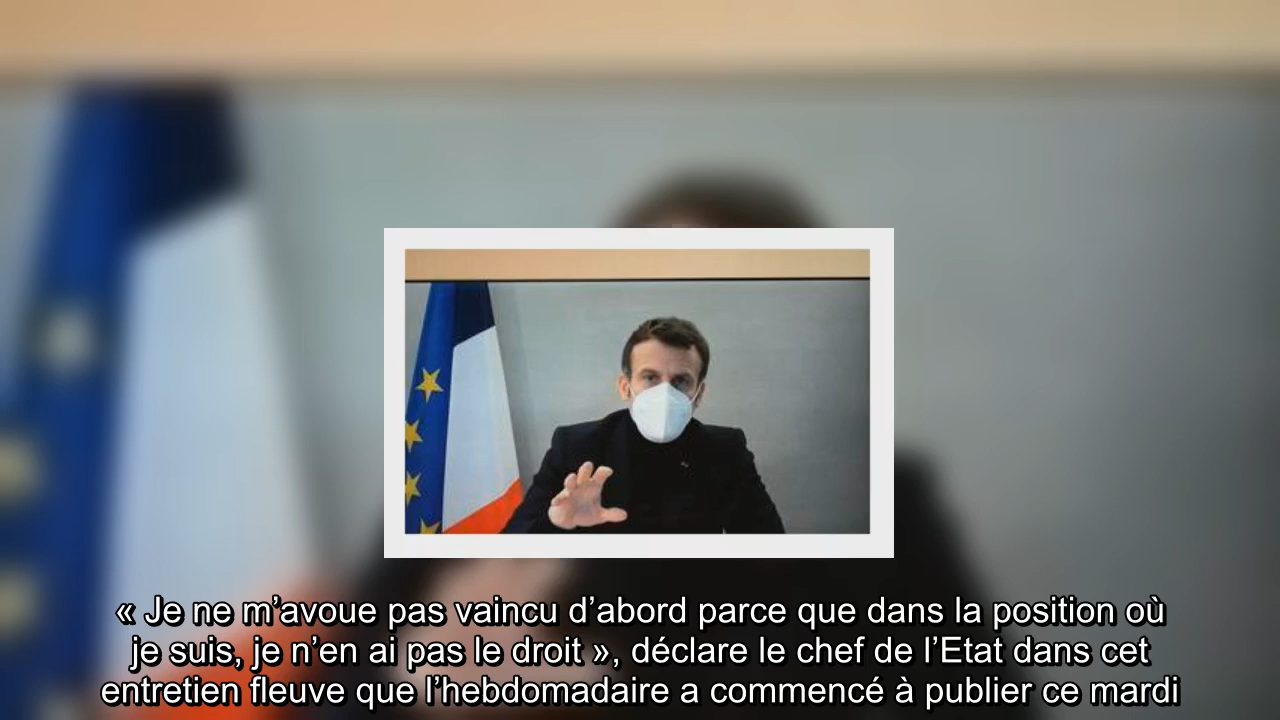 « Je ne m’avoue pas vaincu d’abord parce que dans la position où
je suis, je n’en ai pas le droit », déclare le chef de l’Etat dans cet
entretien fleuve que l’hebdomadaire a commencé à publier ce mardi